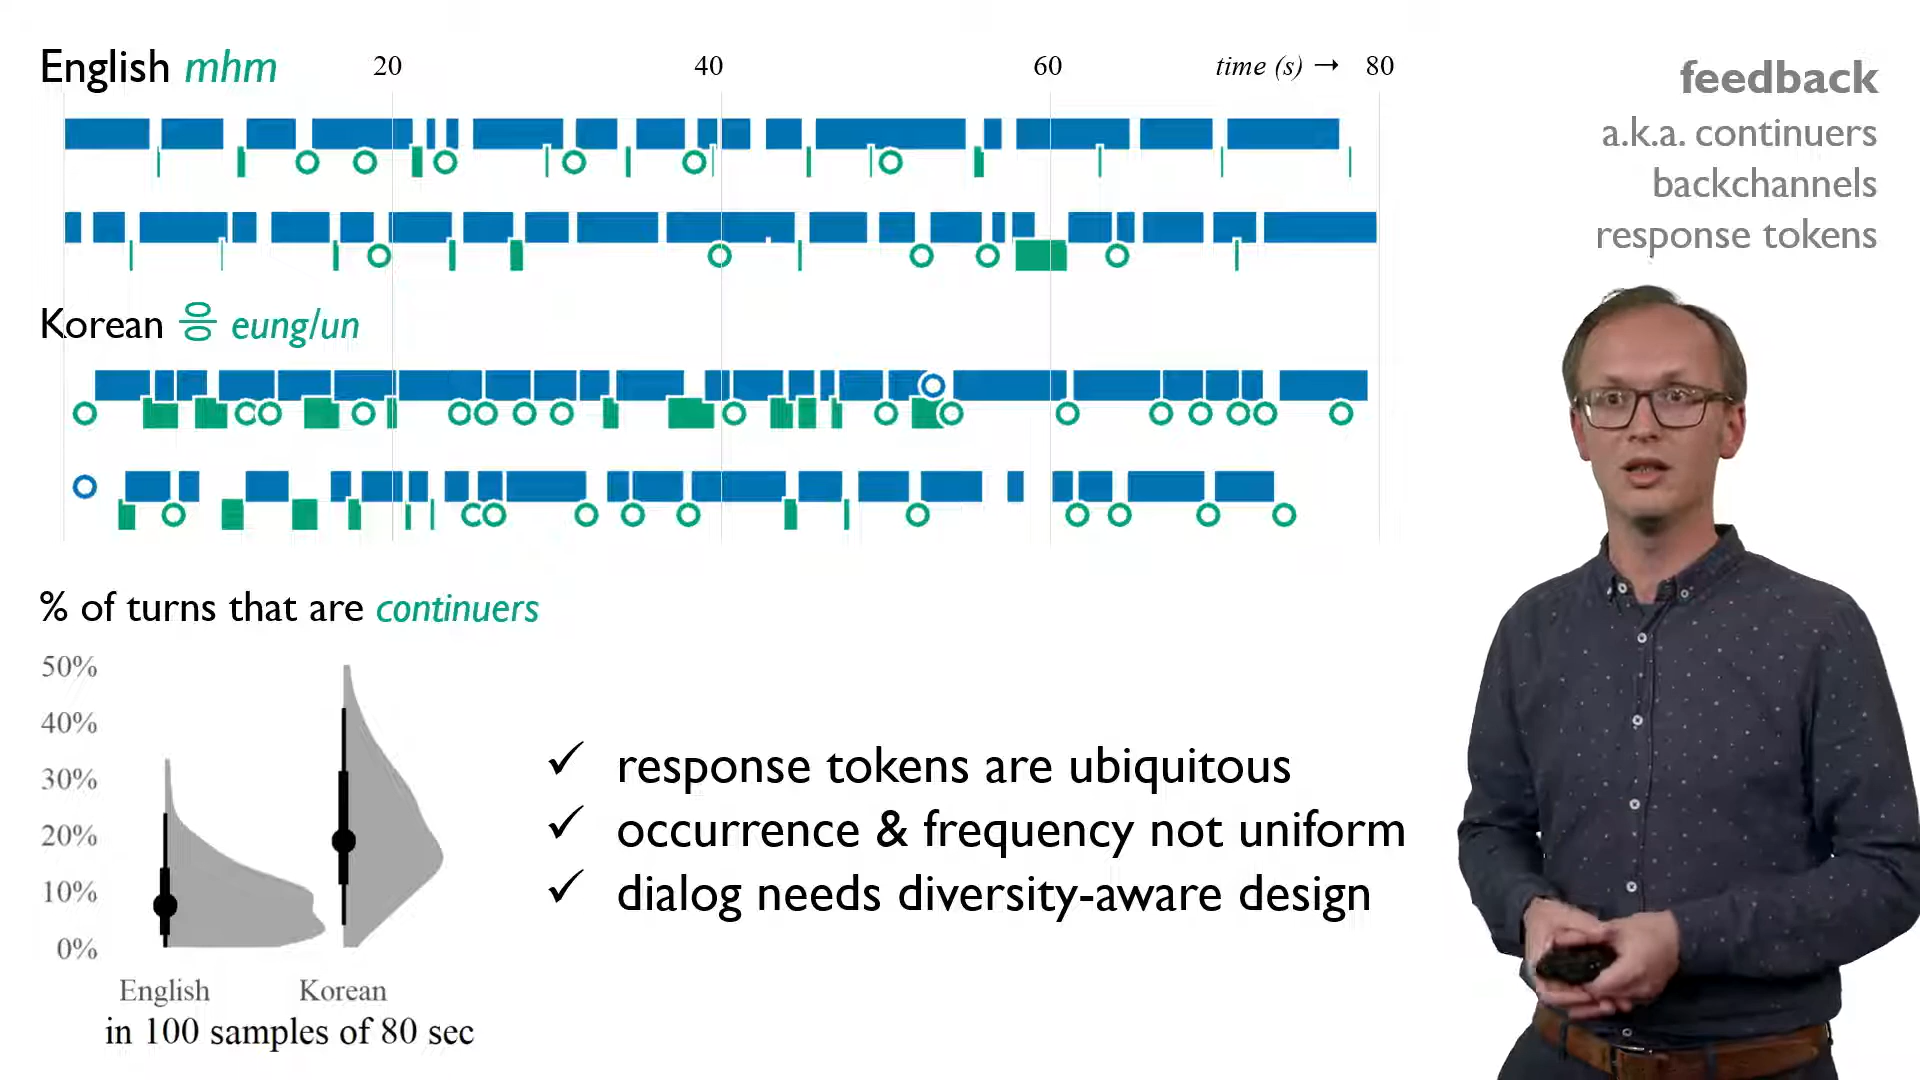 English mhm
20 40 60 time (s) → 80
feedback
a.k.a. continuers
backchannels
response tokens
Korean 응 eung/un
% of turns that are continuers
50%
40%
30%
20%
10%
0%
English Korean
in 100 samples of 80 sec
✓ response tokens are ubiquitous
✓ occurrence & frequency not uniform
✓ dialog needs diversity-aware design